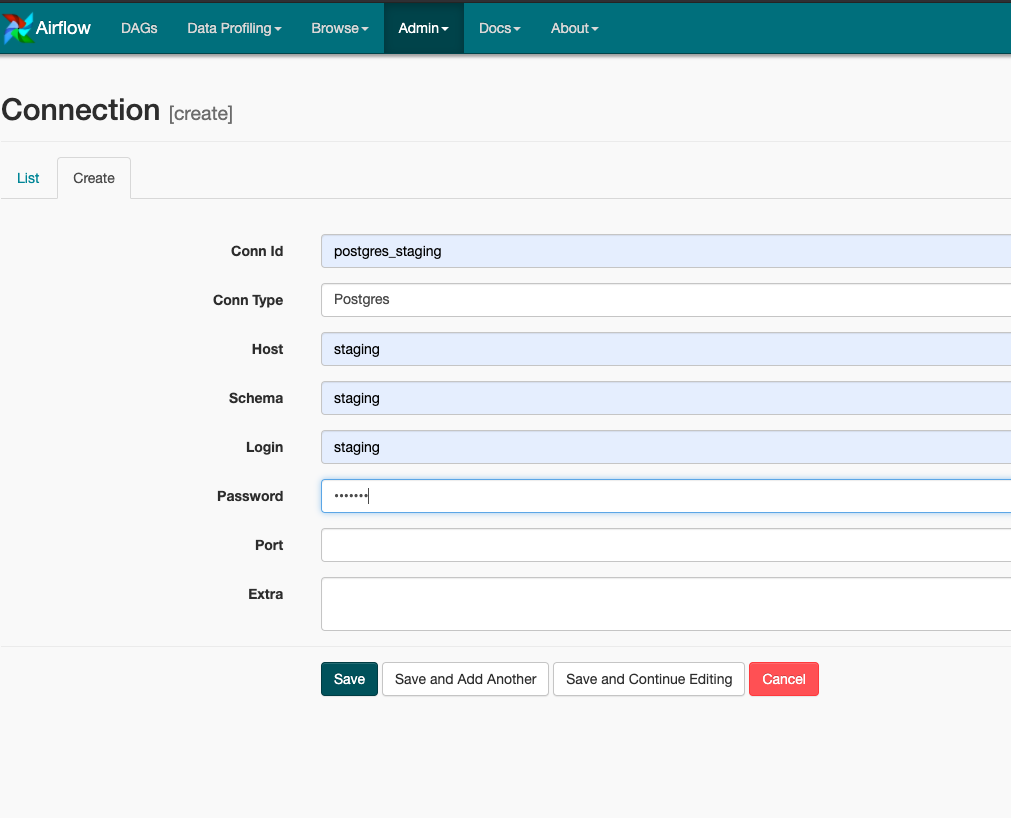 Airflow DAGs Data Profiling Browse Admin Docs About
Connection [create]
List Create
Conn Id postgres_staging
Conn Type Postgres
Host staging
Schema staging
Login staging
Password •••••••
Port
Extra
Save Save and Add Another Save and Continue Editing Cancel